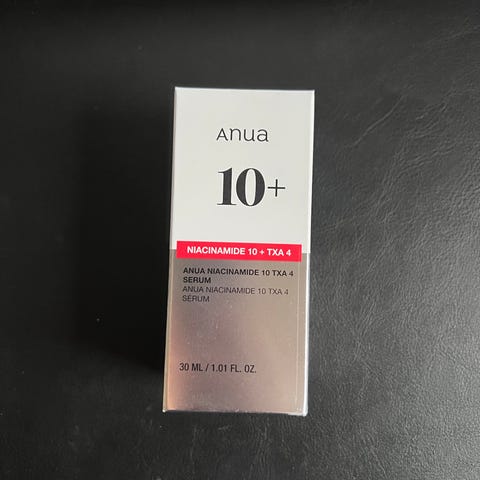 Anua
10+
NIACINAMIDE 10 + TXA 4
ANUA NIACINAMIDE 10 TXA 4
SERUM
ANUA NIACINAMIDE 10 TXA 4
SÉRUM
30 ML / 1.01 FL. OZ.